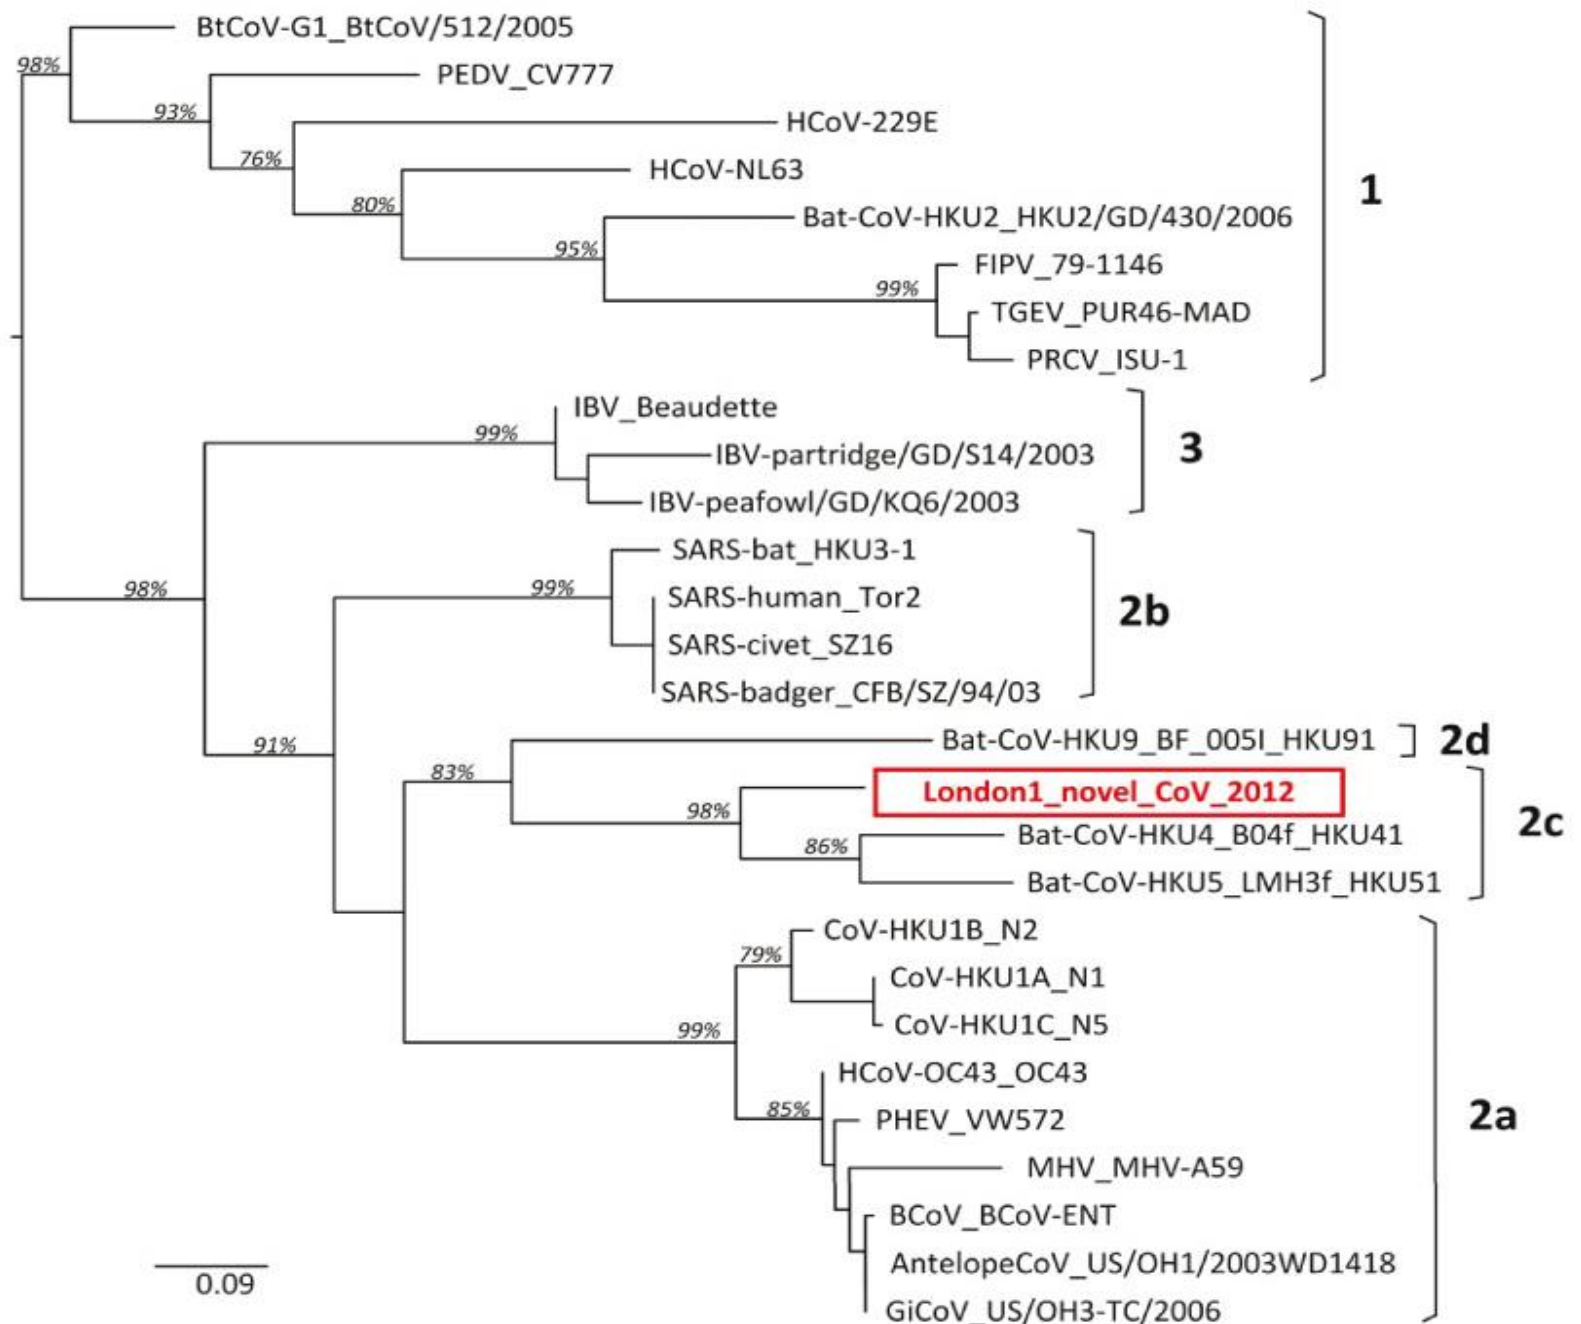 BtCoV-G1_BtCoV/512/2005
98%
PEDV_CV777
93%
HCoV-229E
76%
HCoV-NL63
1
80%
Bat-CoV-HKU2_HKU2/GD/430/2006
95%
FIPV_79-1146
99%
TGEV_PUR46-MAD
PRCV_ISU-1
IBV_Beaudette
99%
IBV-partridge/GD/S14/2003
3
IBV-peafowl/GD/KQ6/2003
SARS-bat_HKU3-1
98%
99%
SARS-human_Tor2
2b
SARS-civet_SZ16
SARS-badger_CFB/SZ/94/03
91%
Bat-CoV-HKU9_BF_005I_HKU91
2d
83%
London1_novel_CoV_2012
98%
2c
Bat-CoV-HKU4_B04f_HKU41
86%
Bat-CoV-HKU5_LMH3f_HKU51
CoV-HKU1B_N2
79%
CoV-HKU1A_N1
CoV-HKU1C_N5
99%
HCoV-OC43_OC43
85%
PHEV_VW572
2a
MHV_MHV-A59
BCoV_BCoV-ENT
AntelopeCoV_US/OH1/2003WD1418
0.09
GiCoV_US/OH3-TC/2006